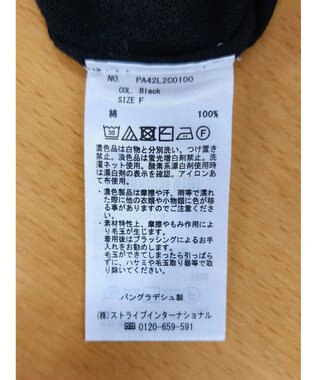 NO. PA42L2C0100
COL. Black
SIZE F
綿 100%
30 F
濃色品は白物と分別洗い。つけ置き禁止。淡色品は蛍光増白剤禁止。洗濯ネット使用。酸素系漂白剤使用時は漂白剤の表示を確認。アイロンあて布使用。
・濃色製品は摩擦や汗、雨等で濡れた際に他の衣類や小物類に色が移る事がありますのでご注意ください。
・素材特性上、摩擦やもみ作用により毛玉が生じます。
着用後はブラッシングによるお手入れをお勧めします。
毛玉ができてしまったら引っぱらずに、ハサミや毛玉取り器等で取り除いてください。
バングラデシュ製
(株)ストライプインターナショナル
0120-659-591